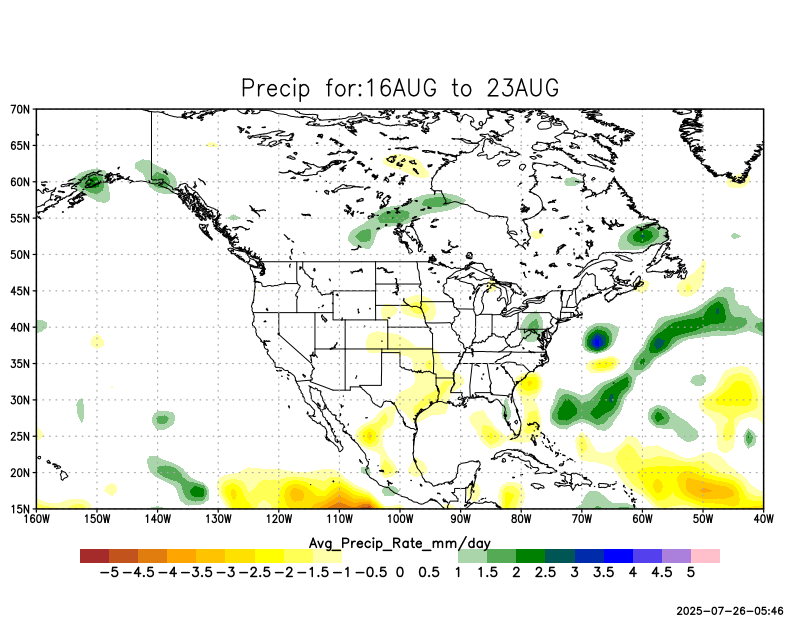 Precip for:16AUG to 23AUG
70N
65N
60N
55N
50N
45N
40N
35N
30N
25N
20N
15N
160W 150W 140W 130W 120W 110W 100W 90W 80W 70W 60W 50W 40W
Avg_Precip_Rate_mm/day
-5 -4.5 -4 -3.5 -3 -2.5 -2 -1.5 -1 -0.5 0 0.5 1 1.5 2 2.5 3 3.5 4 4.5 5
2025-07-26-05:46